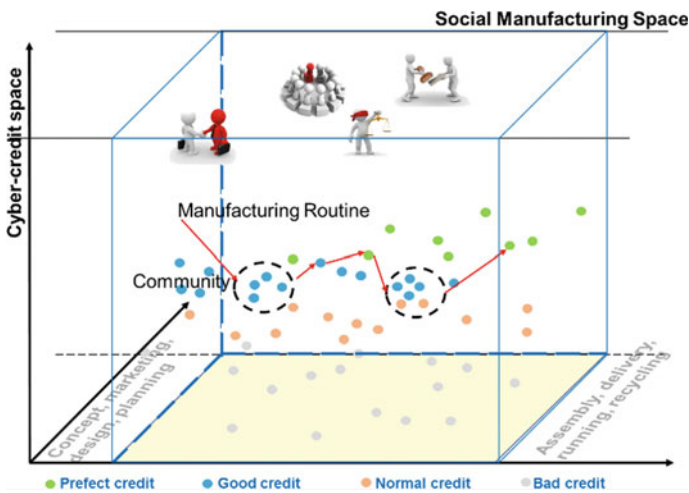 Social Manufacturing Space
Cyber-credit space
Manufacturing Routine
Community
Concept, marketing,
design, planning
Assembly, delivery,
running, recycling
Prefect credit
Good credit
Normal credit
Bad credit